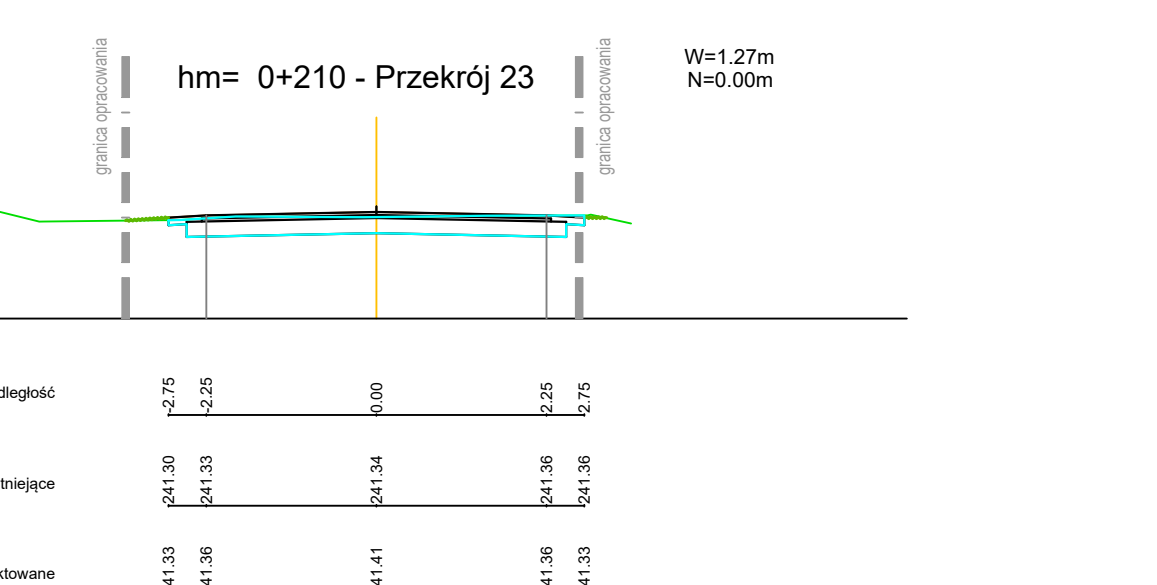 granica opracowania
hm= 0+210 - Przekrój 23
granica opracowania
W=1.27m
N=0.00m
dległość
-2.75 -2.25 0.00 2.25 2.75
tniejące
241.30 241.33 241.34 241.36 241.36
ktowane
41.33 41.36 41.41 41.36 41.33